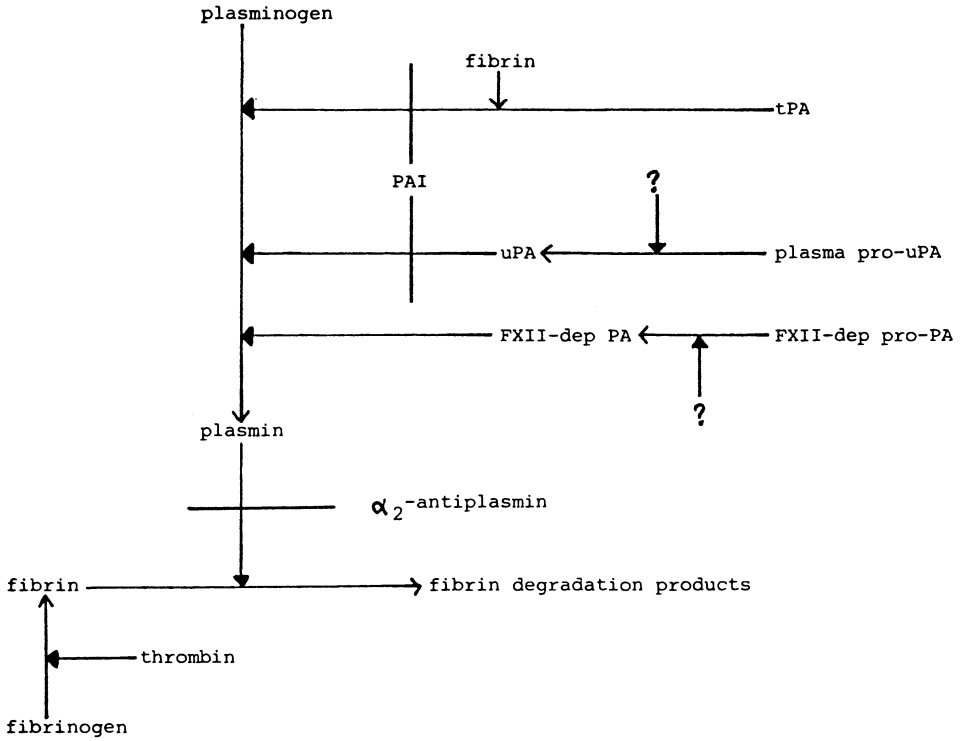 plasminogen
fibrin
tPA
PAI
?
uPA
plasma pro-uPA
FXII-dep PA
FXII-dep pro-PA
?
plasmin
α2-antiplasmin
fibrin
fibrin degradation products
thrombin
fibrinogen